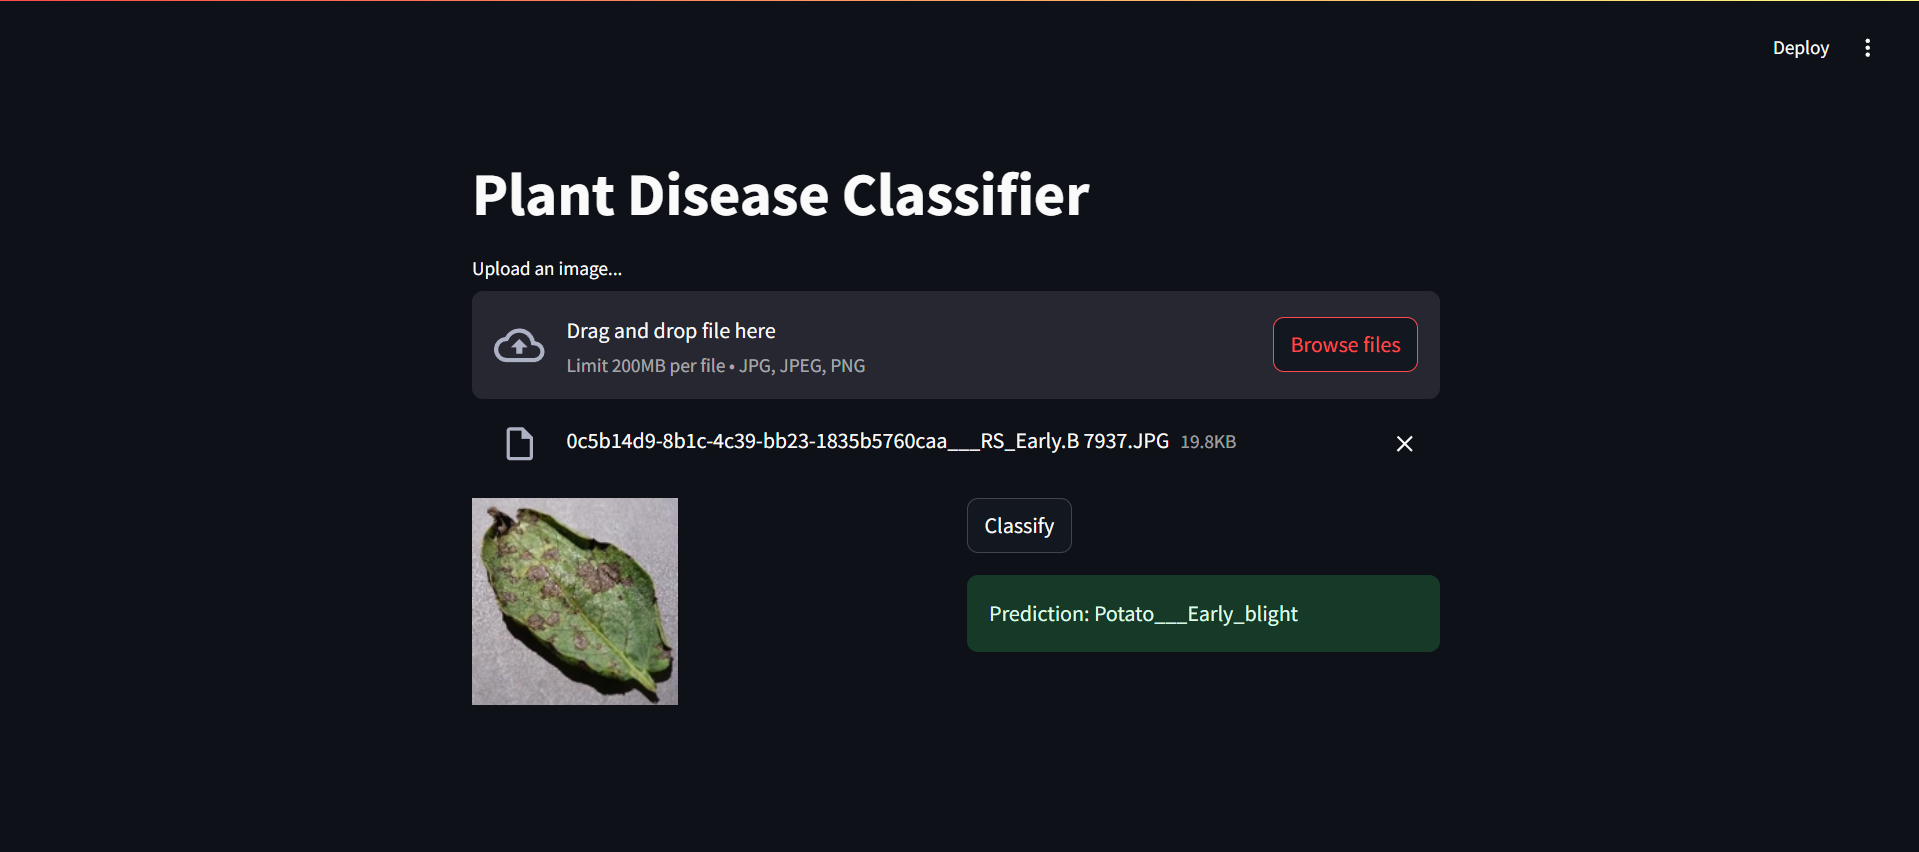 Deploy
Plant Disease Classifier
Upload an image...
Drag and drop file here
Limit 200MB per file • JPG, JPEG, PNG
Browse files
0c5b14d9-8b1c-4c39-bb23-1835b5760caa___RS_Early.B 7937.JPG 19.8KB
Classify
Prediction: Potato___Early_blight